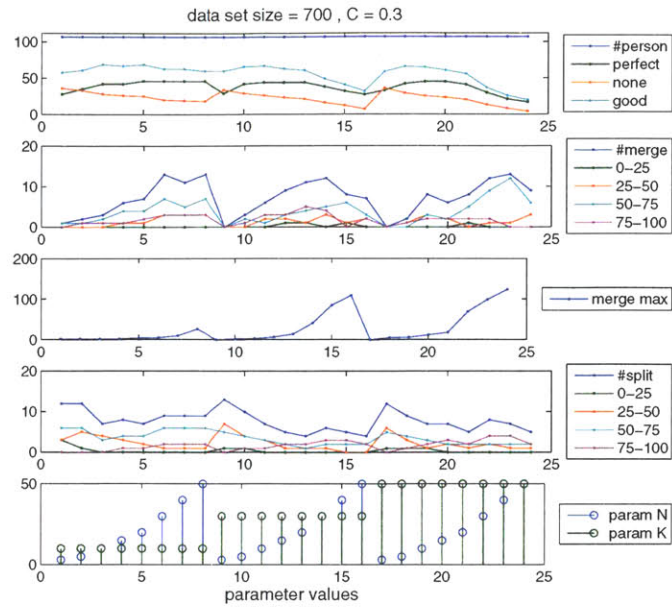 data set size = 700 , C = 0.3
100
50
0
0 5 10 15 20 25
#person
perfect
none
good
20
10
0
0 5 10 15 20 25
#merge
0-25
25-50
50-75
75-100
200
100
0
0 5 10 15 20 25
merge max
20
10
0
0 5 10 15 20 25
#split
0-25
25-50
50-75
75-100
50
0
0 5 10 15 20 25
param N
param K
parameter values